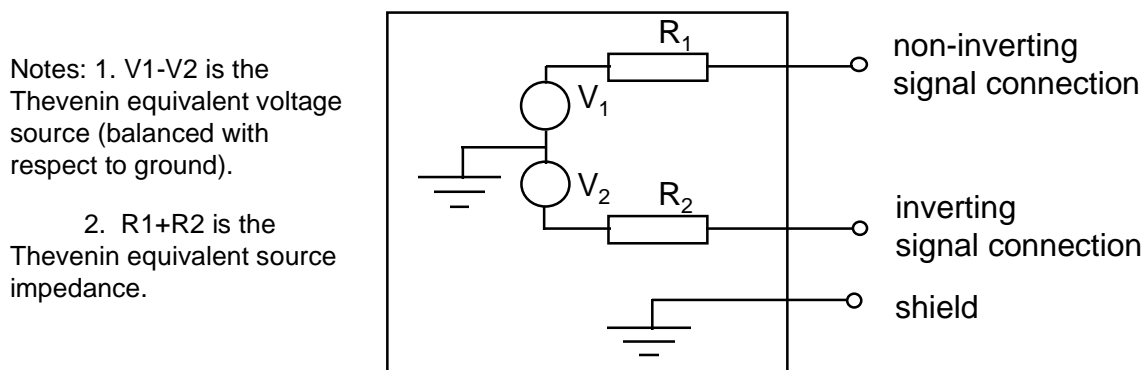 Notes: 1. V1-V2 is the
Thevenin equivalent voltage
source (balanced with
respect to ground).
2. R1+R2 is the
Thevenin equivalent source
impedance.
R1
V1
V2
R2
non-inverting
signal connection
inverting
signal connection
shield